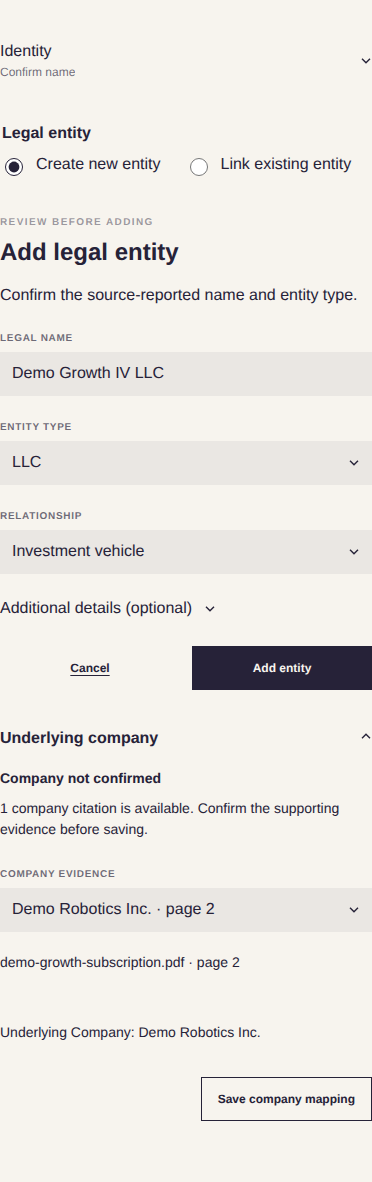 Identity
Confirm name
Legal entity
Create new entity
Link existing entity
REVIEW BEFORE ADDING
Add legal entity
Confirm the source-reported name and entity type.
LEGAL NAME
Demo Growth IV LLC
ENTITY TYPE
LLC
RELATIONSHIP
Investment vehicle
Additional details (optional)
Cancel
Add entity
Underlying company
Company not confirmed
1 company citation is available. Confirm the supporting
evidence before saving.
COMPANY EVIDENCE
Demo Robotics Inc. · page 2
demo-growth-subscription.pdf · page 2
Underlying Company: Demo Robotics Inc.
Save company mapping